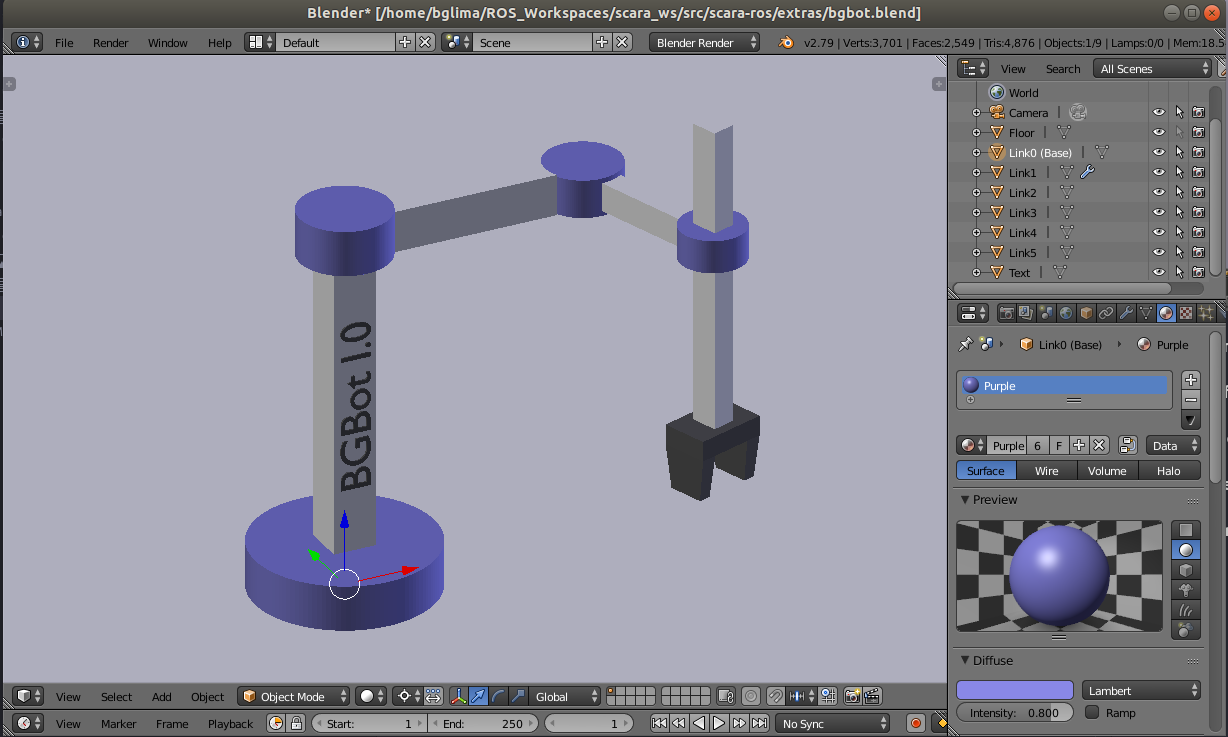 Blender* [/home/bglima/ROS_Workspaces/scara_ws/src/scara-ros/extras/bgbot.blend]
File Render Window Help Default Scene Blender Render v2.79 | Verts:3,701 | Faces:2,549 | Tris:4,876 | Objects:1/9 | Lamps:0/0 | Mem:18.5
View Search All Scenes
World
Camera
Floor
Link0 (Base)
Link1
Link2
Link3
Link4
Link5
Text
BGBot 1.0
Link0 (Base) Purple
Purple
Purple 6 F Data
Surface Wire Volume Halo
Preview
Diffuse
Lambert
Intensity: 0.800 Ramp
View Select Add Object Object Mode Global
View Marker Frame Playback Start: 1 End: 250 1 No Sync